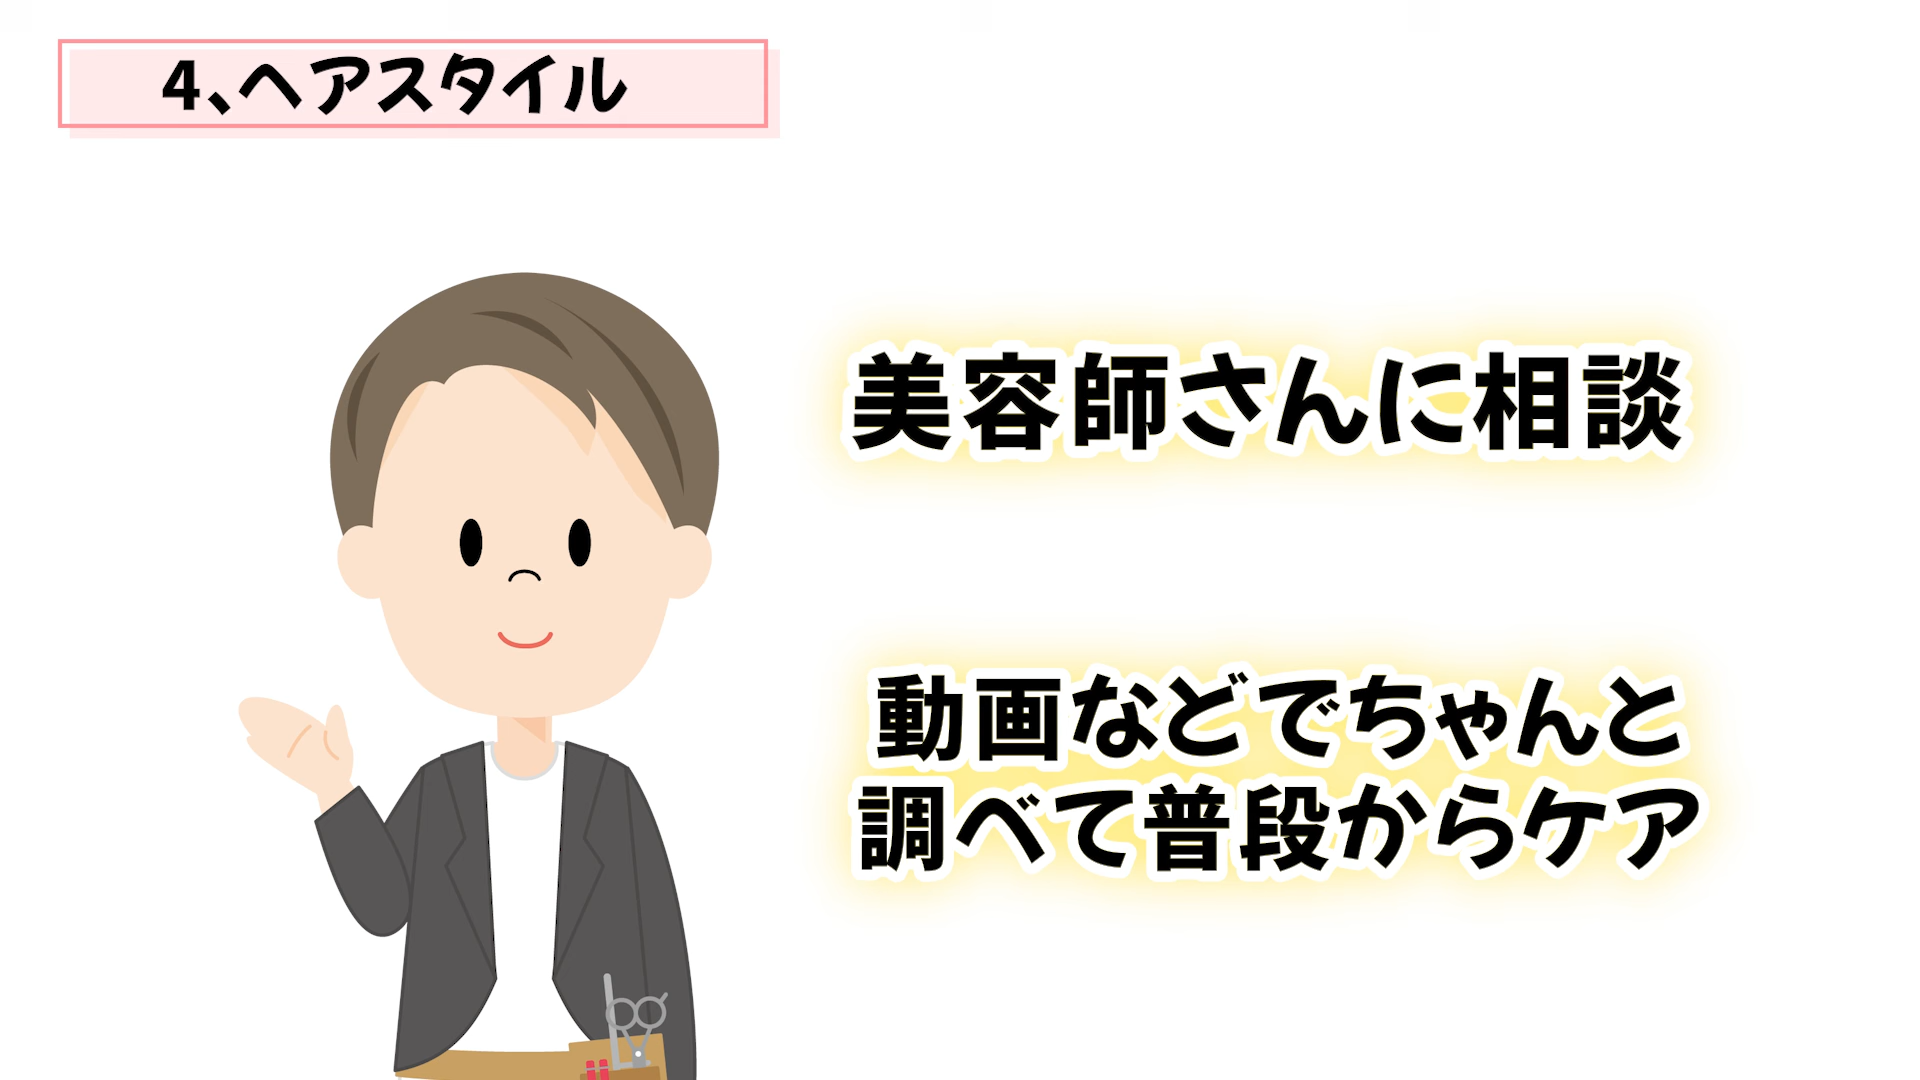 4、ヘアスタイル
美容師さんに相談
動画などでちゃんと
調べて普段からケア